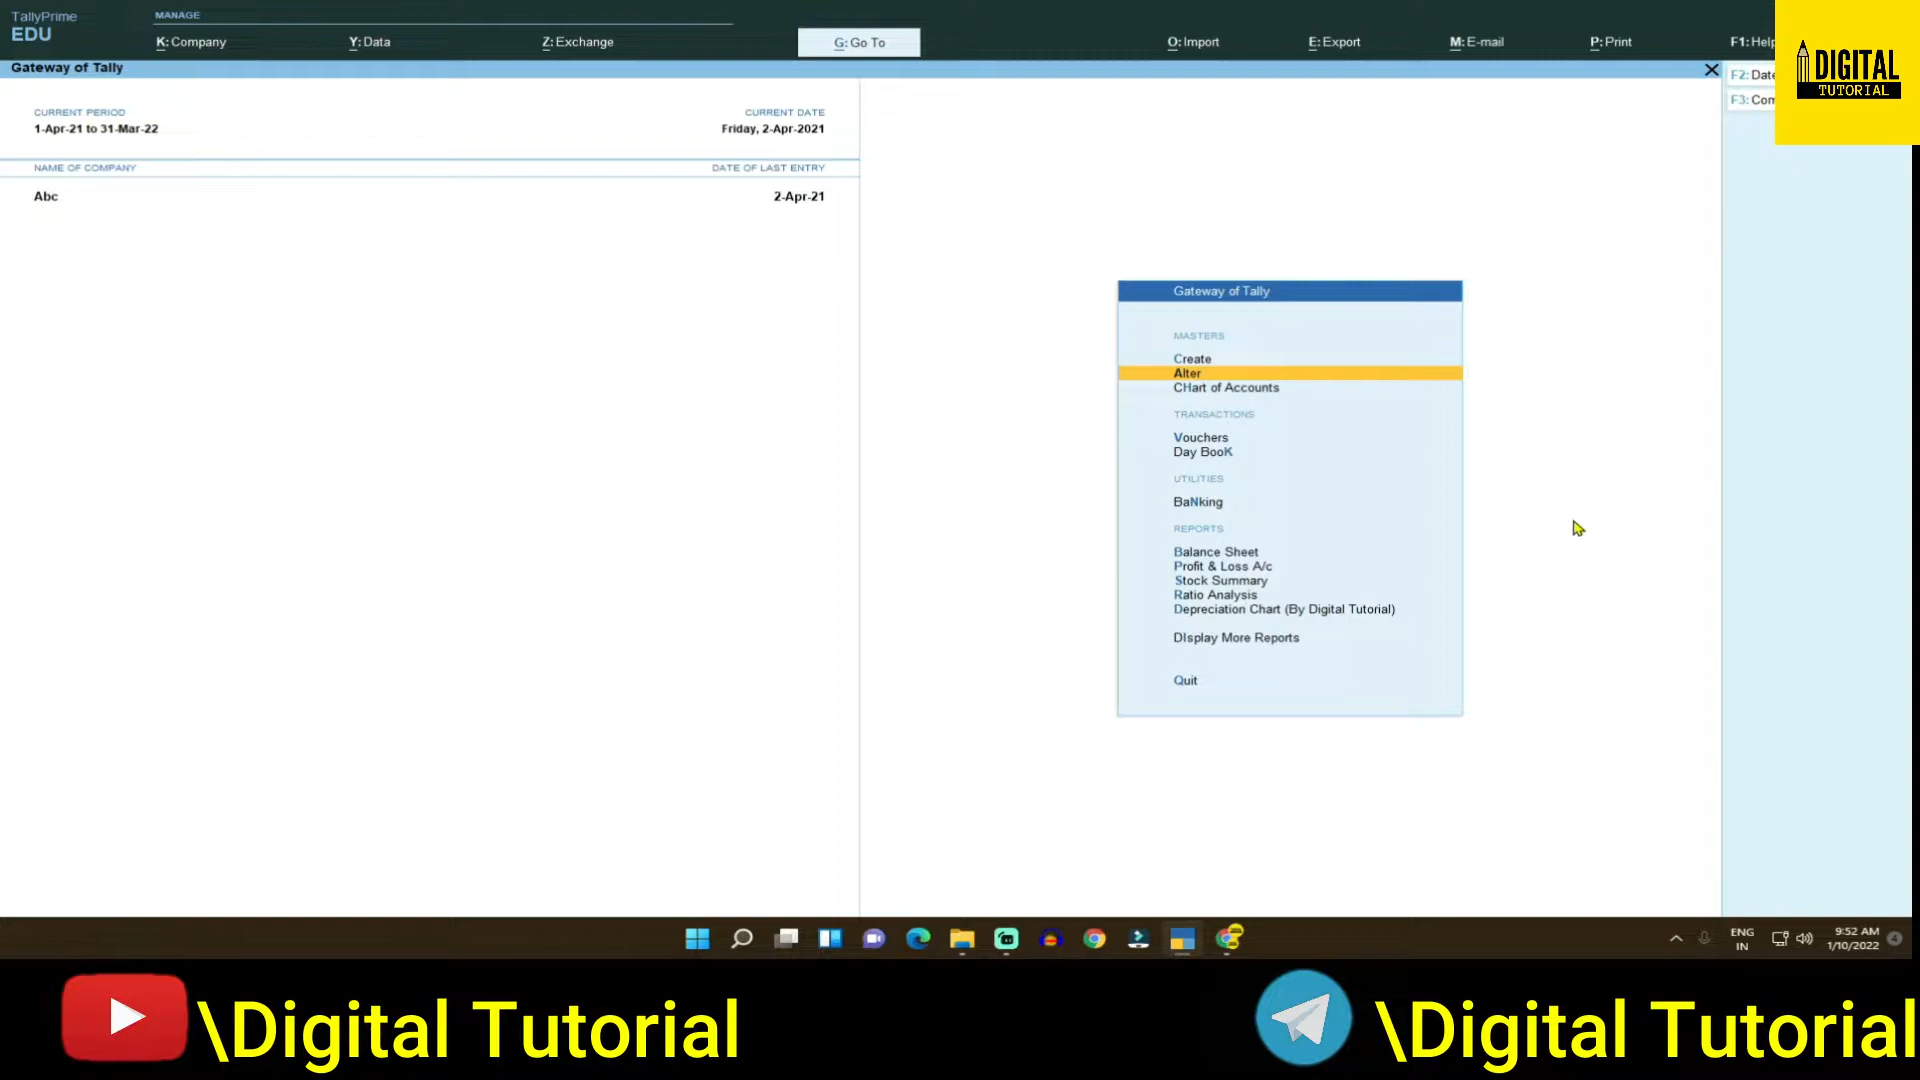 TallyPrime
EDU
MANAGE
K: Company
Y: Data
Z: Exchange
G: Go To
O: Import
E: Export
M: E-mail
P: Print
F1: Help
Gateway of Tally
F2: Date
F3: Com
DIGITAL
TUTORIAL
CURRENT PERIOD
1-Apr-21 to 31-Mar-22
CURRENT DATE
Friday, 2-Apr-2021
NAME OF COMPANY
DATE OF LAST ENTRY
Abc
2-Apr-21
Gateway of Tally
MASTERS
Create
Alter
CHart of Accounts
TRANSACTIONS
Vouchers
Day BooK
UTILITIES
BaNking
REPORTS
Balance Sheet
Profit & Loss A/c
Stock Summary
Ratio Analysis
Depreciation Chart (By Digital Tutorial)
DIsplay More Reports
Quit
ENG
IN
9:52 AM
1/10/2022
4
\Digital Tutorial
\Digital Tutorial